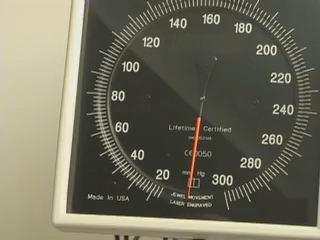 160
140 180
120 200
100 220
80 240
60 260
40 280
20 300
Lifetime Certified
CE0050
mm Hg
JEWEL MOVEMENT
LASER ENGRAVED
Made In USA